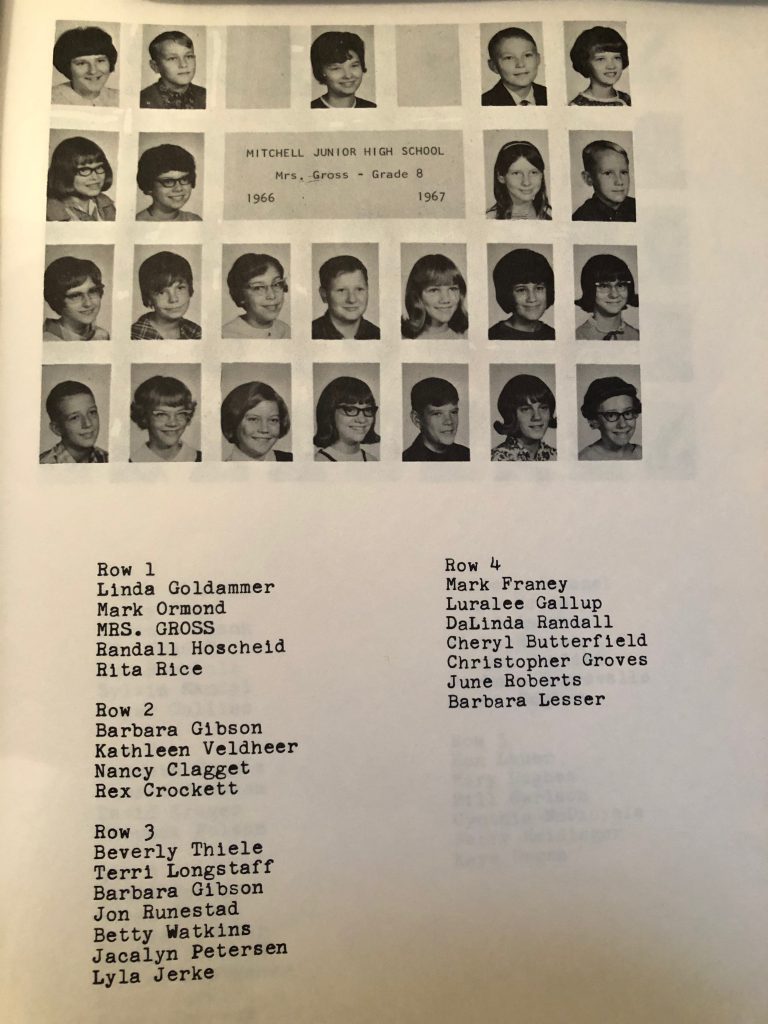 MITCHELL JUNIOR HIGH SCHOOL
Mrs. Gross - Grade 8
1966 1967
Row 1
Linda Goldammer
Mark Ormond
MRS. GROSS
Randall Hoscheid
Rita Rice
Row 2
Barbara Gibson
Kathleen Veldheer
Nancy Clagget
Rex Crockett
Row 3
Beverly Thiele
Terri Longstaff
Barbara Gibson
Jon Runestad
Betty Watkins
Jacalyn Petersen
Lyla Jerke
Row 4
Mark Franey
Luralee Gallup
DaLinda Randall
Cheryl Butterfield
Christopher Groves
June Roberts
Barbara Lesser